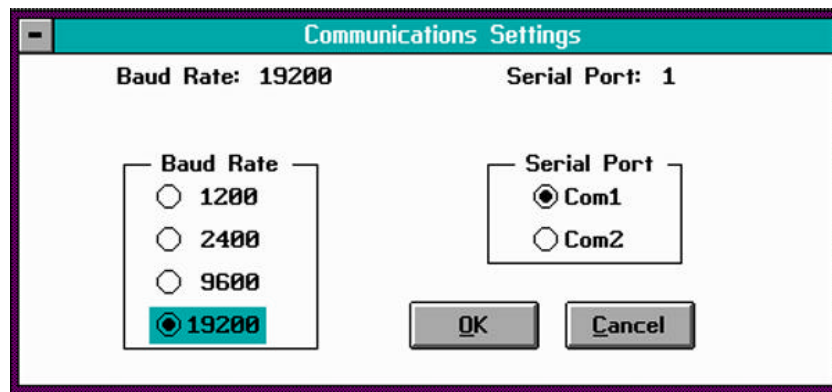 Communications Settings
Baud Rate: 19200 Serial Port: 1
Baud Rate
1200
2400
9600
19200
Serial Port
Com1
Com2
OK Cancel